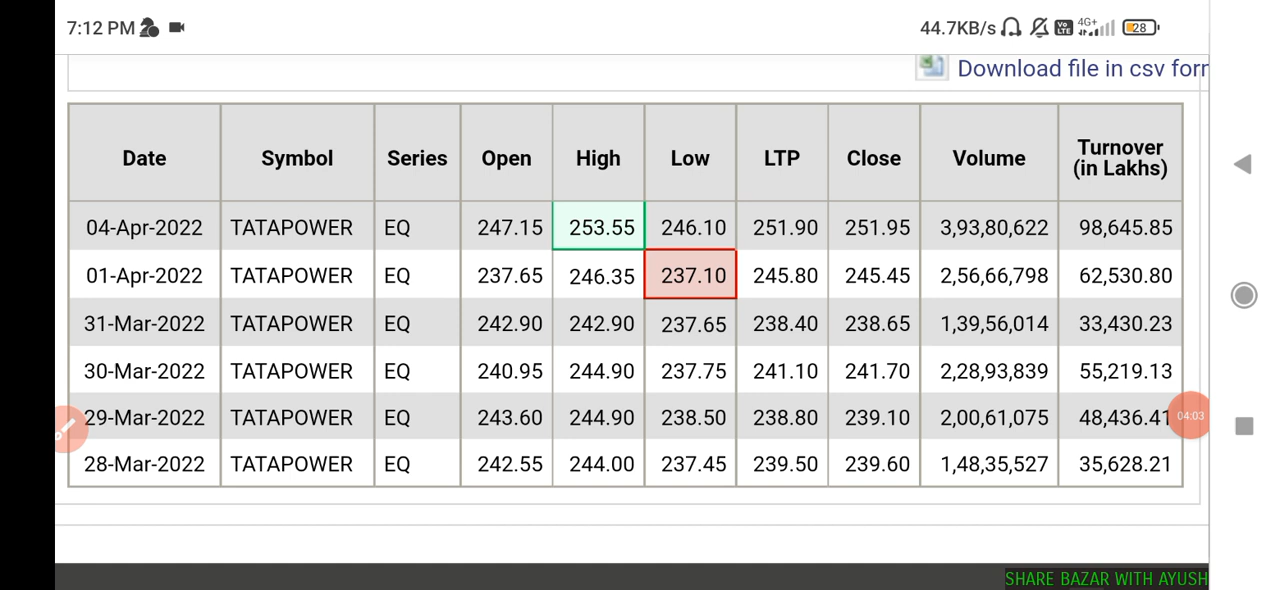 7:12 PM 44.7KB/s Vo LTE 4G+ 28
Download file in csv for
Date Symbol Series Open High Low LTP Close Volume Turnover (in Lakhs)
04-Apr-2022 TATAPOWER EQ 247.15 253.55 246.10 251.90 251.95 3,93,80,622 98,645.85
01-Apr-2022 TATAPOWER EQ 237.65 246.35 237.10 245.80 245.45 2,56,66,798 62,530.80
31-Mar-2022 TATAPOWER EQ 242.90 242.90 237.65 238.40 238.65 1,39,56,014 33,430.23
30-Mar-2022 TATAPOWER EQ 240.95 244.90 237.75 241.10 241.70 2,28,93,839 55,219.13
29-Mar-2022 TATAPOWER EQ 243.60 244.90 238.50 238.80 239.10 2,00,61,075 48,436.41 04:03
28-Mar-2022 TATAPOWER EQ 242.55 244.00 237.45 239.50 239.60 1,48,35,527 35,628.21
SHARE BAZAR WITH AYUSH